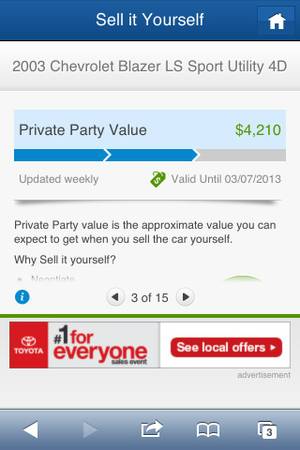 Sell it Yourself
2003 Chevrolet Blazer LS Sport Utility 4D
Private Party Value $4,210
Updated weekly $ Valid Until 03/07/2013
Private Party value is the approximate value you can
expect to get when you sell the car yourself.
Why Sell it yourself?
• Negotiate
i 3 of 15
TOYOTA
#1 for
everyone
sales event
See local offers
advertisement
3